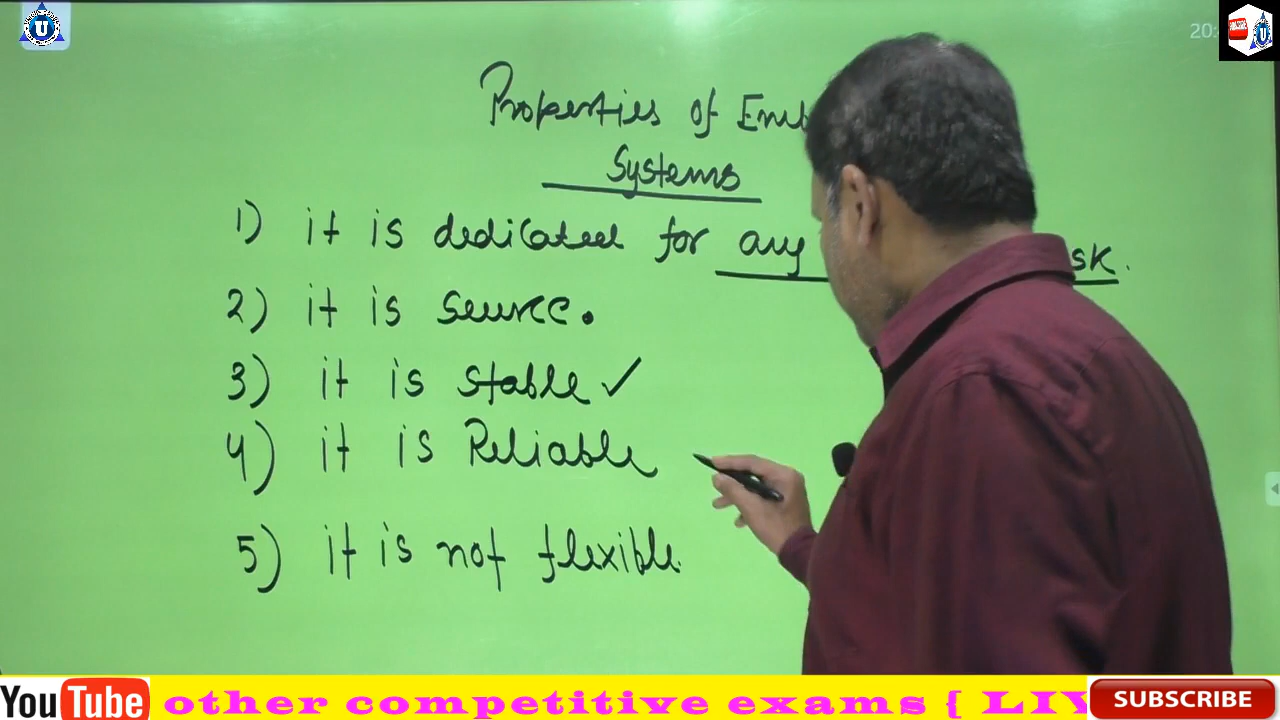 20:
Properties of Emb
Systems
1) it is dedicated for any sk.
2) it is secure.
3) it is stable ✓
4) it is Reliable
5) it is not flexible.
YouTube other competitive exams { LIV SUBSCRIBE